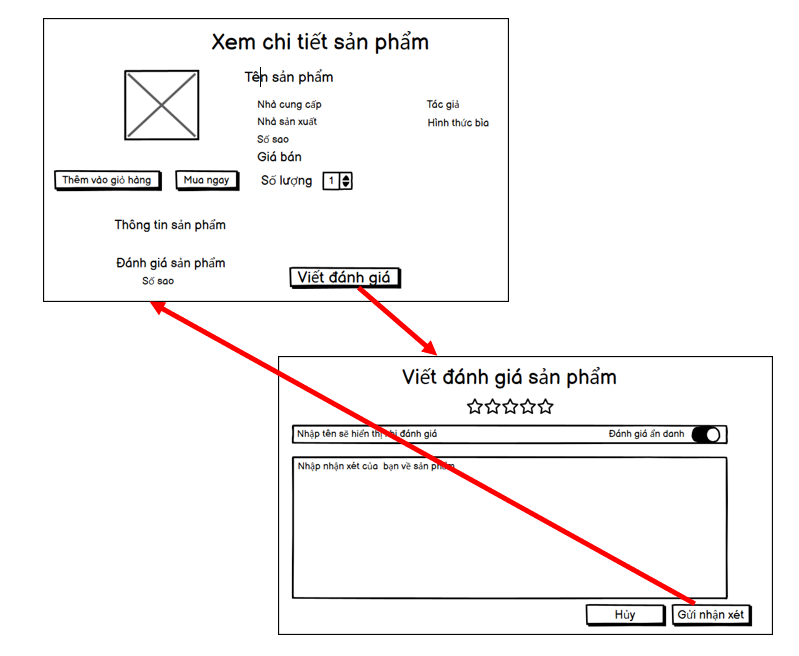 Xem chi tiết sản phẩm
Tên sản phẩm
Nhà cung cấp
Tác giả
Nhà sản xuất
Hình thức bìa
Số sao
Giá bán
Thêm vào giỏ hàng
Mua ngay
Số lượng
1
Thông tin sản phẩm
Đánh giá sản phẩm
Số sao
Viết đánh giá
Viết đánh giá sản phẩm
Nhập tên sẽ hiển thị khi đánh giá
Đánh giá ẩn danh
Nhập nhận xét của bạn về sản phẩm
Hủy
Gửi nhận xét